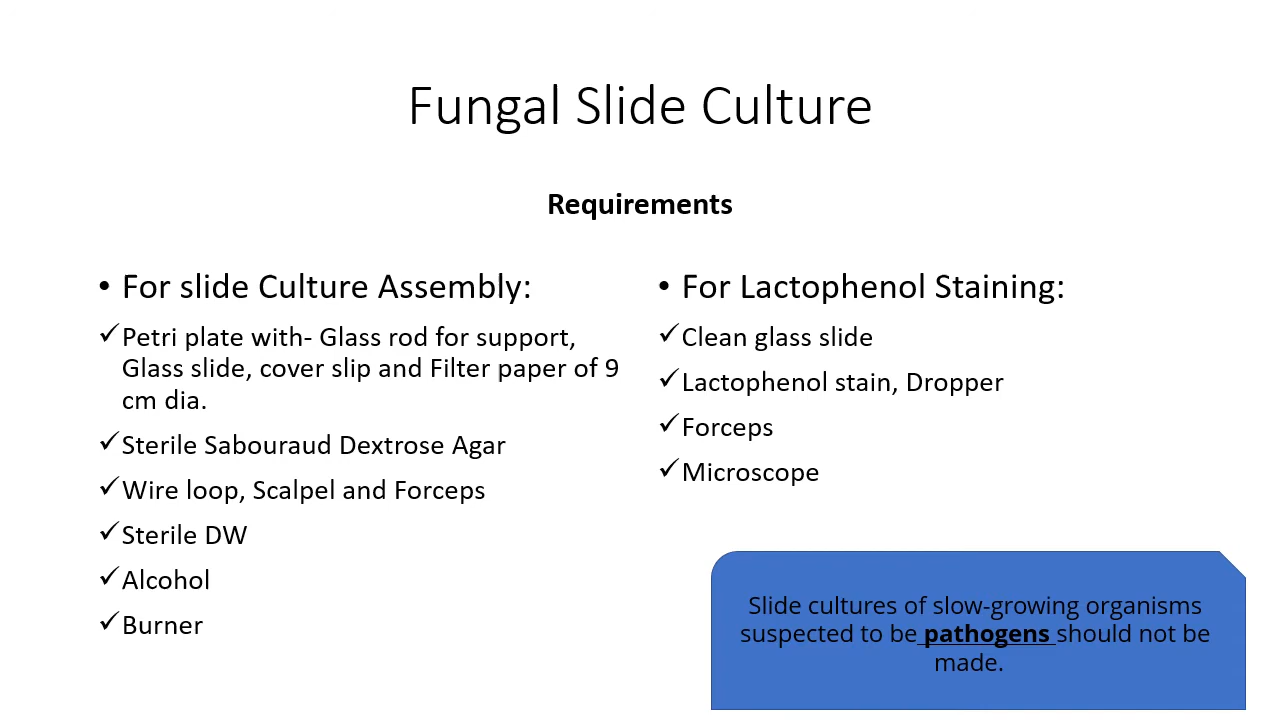 Fungal Slide Culture
Requirements
• For slide Culture Assembly:
✓Petri plate with- Glass rod for support,
Glass slide, cover slip and Filter paper of 9
cm dia.
✓Sterile Sabouraud Dextrose Agar
✓Wire loop, Scalpel and Forceps
✓Sterile DW
✓Alcohol
✓Burner
• For Lactophenol Staining:
✓Clean glass slide
✓Lactophenol stain, Dropper
✓Forceps
✓Microscope
Slide cultures of slow-growing organisms
suspected to be pathogens should not be
made.